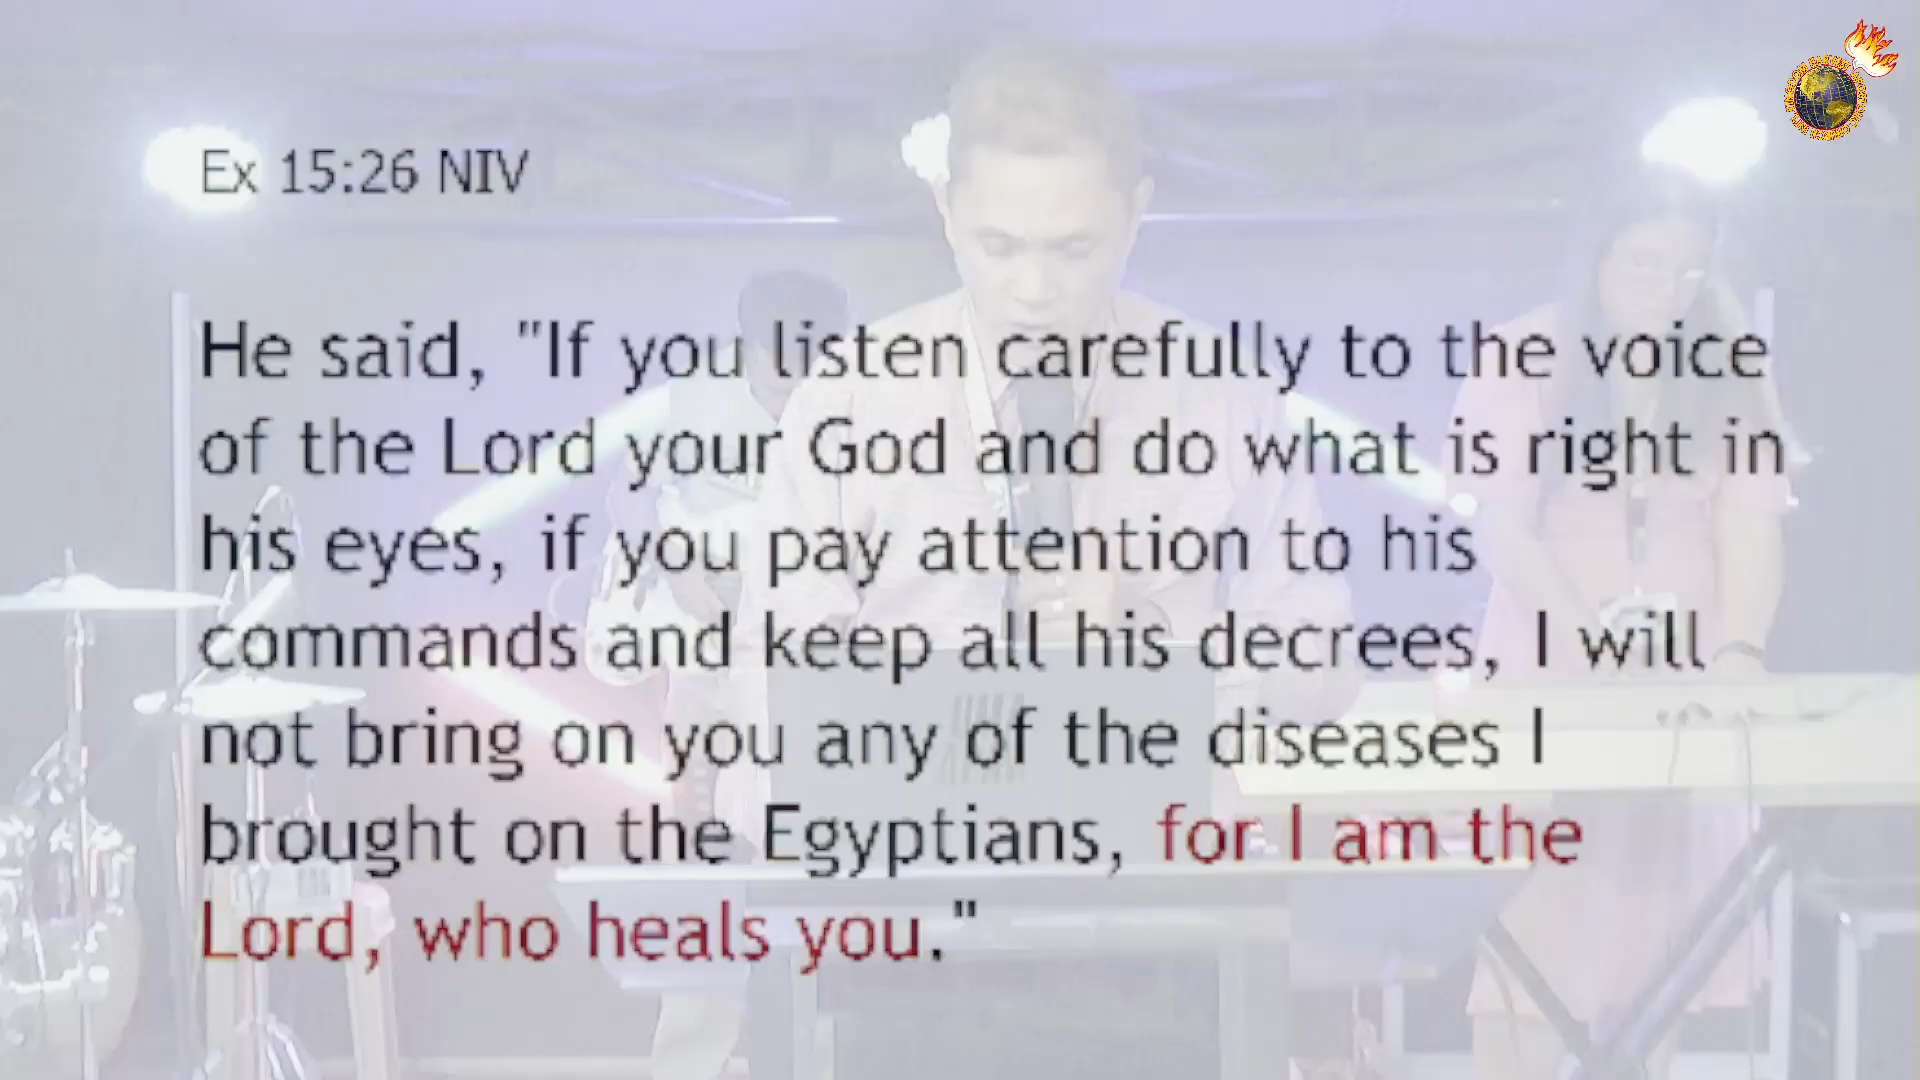 Ex 15:26 NIV
He said, "If you listen carefully to the voice
of the Lord your God and do what is right in
his eyes, if you pay attention to his
commands and keep all his decrees, I will
not bring on you any of the diseases I
brought on the Egyptians, for I am the
Lord, who heals you."